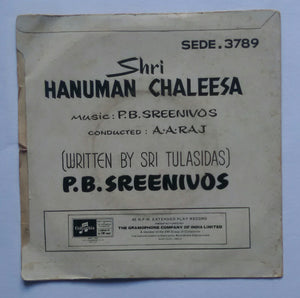 SEDE. 3789
Shri
HANUMAN CHALEESA
MUSIC: P.B. SREENIVOS
CONDUCTED: A.A. RAJ
(WRITTEN BY SRI TULASIDAS)
P.B. SREENIVOS
Columbia
45 R.P.M. EXTENDED PLAY RECORD
THE GRAMOPHONE COMPANY OF INDIA LIMITED